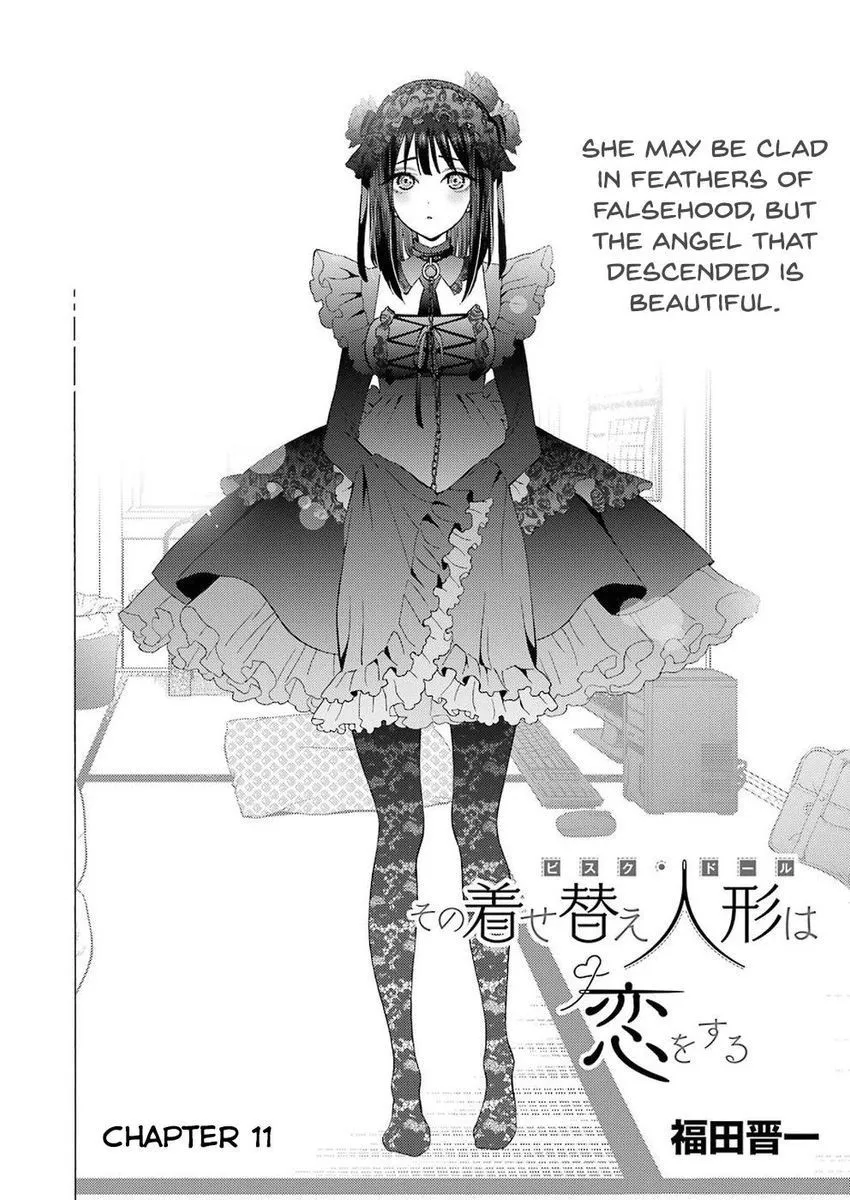 SHE MAY BE CLAD
IN FEATHERS OF
FALSEHOOD, BUT
THE ANGEL THAT
DESCENDED IS
BEAUTIFUL.
ビスク・ドール
その着せ替え人形は
恋をする
CHAPTER 11
福田晋一